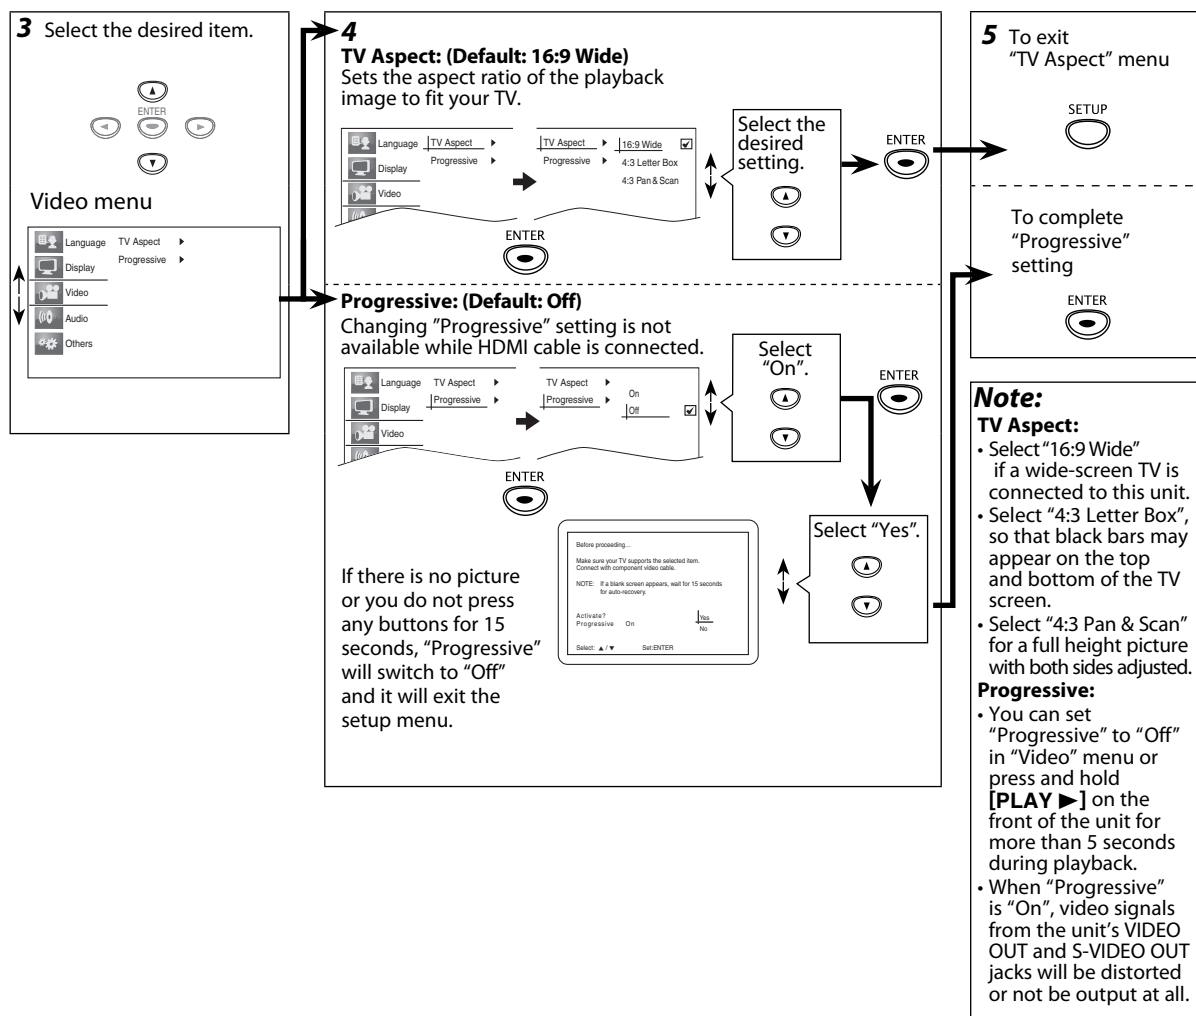 3 Select the desired item.
ENTER
Video menu
Language TV Aspect
Display Progressive
Video
Audio
Others
4
TV Aspect: (Default: 16:9 Wide)
Sets the aspect ratio of the playback
image to fit your TV.
Language TV Aspect
Display Progressive
Video
TV Aspect 16:9 Wide
Progressive 4:3 Letter Box
4:3 Pan & Scan
ENTER
Select the
desired
setting.
ENTER
Progressive: (Default: Off)
Changing "Progressive" setting is not
available while HDMI cable is connected.
Language TV Aspect
Display Progressive
Video
TV Aspect
Progressive On
Off
ENTER
Select
"On".
ENTER
If there is no picture
or you do not press
any buttons for 15
seconds, "Progressive"
will switch to "Off"
and it will exit the
setup menu.
Before proceeding...
Make sure your TV supports the selected item.
Connect with component video cable.
NOTE: If a blank screen appears, wait for 15 seconds
for auto-recovery.
Activate?
Progressive On
Yes
No
Select: ▲ / ▼ Set:ENTER
Select "Yes".
5 To exit
"TV Aspect" menu
SETUP
To complete
"Progressive"
setting
ENTER
Note:
TV Aspect:
• Select "16:9 Wide"
if a wide-screen TV is
connected to this unit.
• Select "4:3 Letter Box",
so that black bars may
appear on the top
and bottom of the TV
screen.
• Select "4:3 Pan & Scan"
for a full height picture
with both sides adjusted.
Progressive:
• You can set
"Progressive" to "Off"
in "Video" menu or
press and hold
[PLAY ►] on the
front of the unit for
more than 5 seconds
during playback.
• When "Progressive"
is "On", video signals
from the unit's VIDEO
OUT and S-VIDEO OUT
jacks will be distorted
or not be output at all.